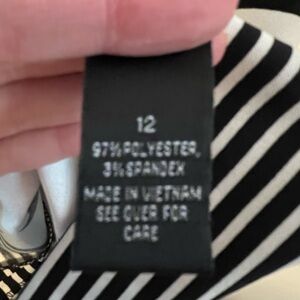 12
97% POLYESTER,
3% SPANDEX
MADE IN VIETNAM
SEE OVER FOR
CARE